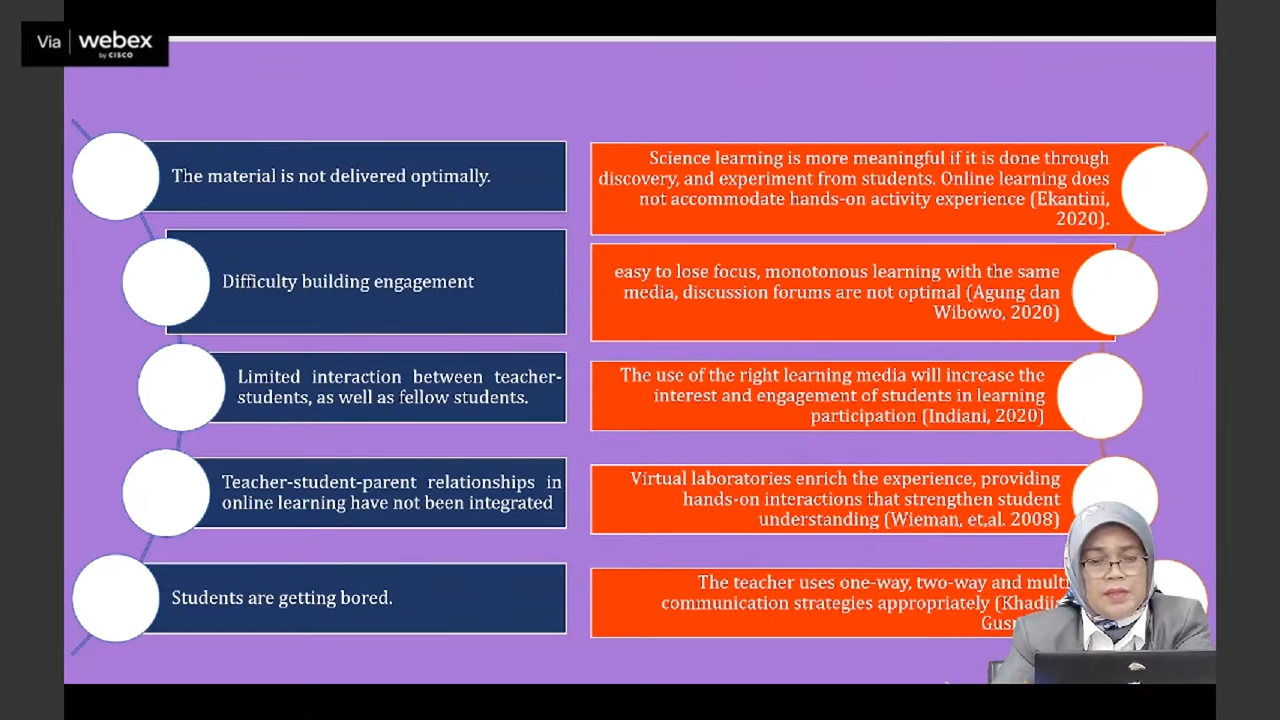 Via webex
by CISCO
The material is not delivered optimally.
Difficulty building engagement
Limited interaction between teacher-
students, as well as fellow students.
Teacher-student-parent relationships in
online learning have not been integrated
Students are getting bored.
Science learning is more meaningful if it is done through
discovery, and experiment from students. Online learning does
not accommodate hands-on activity experience (Ekantini,
2020).
easy to lose focus, monotonous learning with the same
media, discussion forums are not optimal (Agung dan
Wibowo, 2020)
The use of the right learning media will increase the
interest and engagement of students in learning
participation (Indiani, 2020)
Virtual laboratories enrich the experience, providing
hands-on interactions that strengthen student
understanding (Wieman, et,al. 2008)
The teacher uses one-way, two-way and
communication strategies appropriately